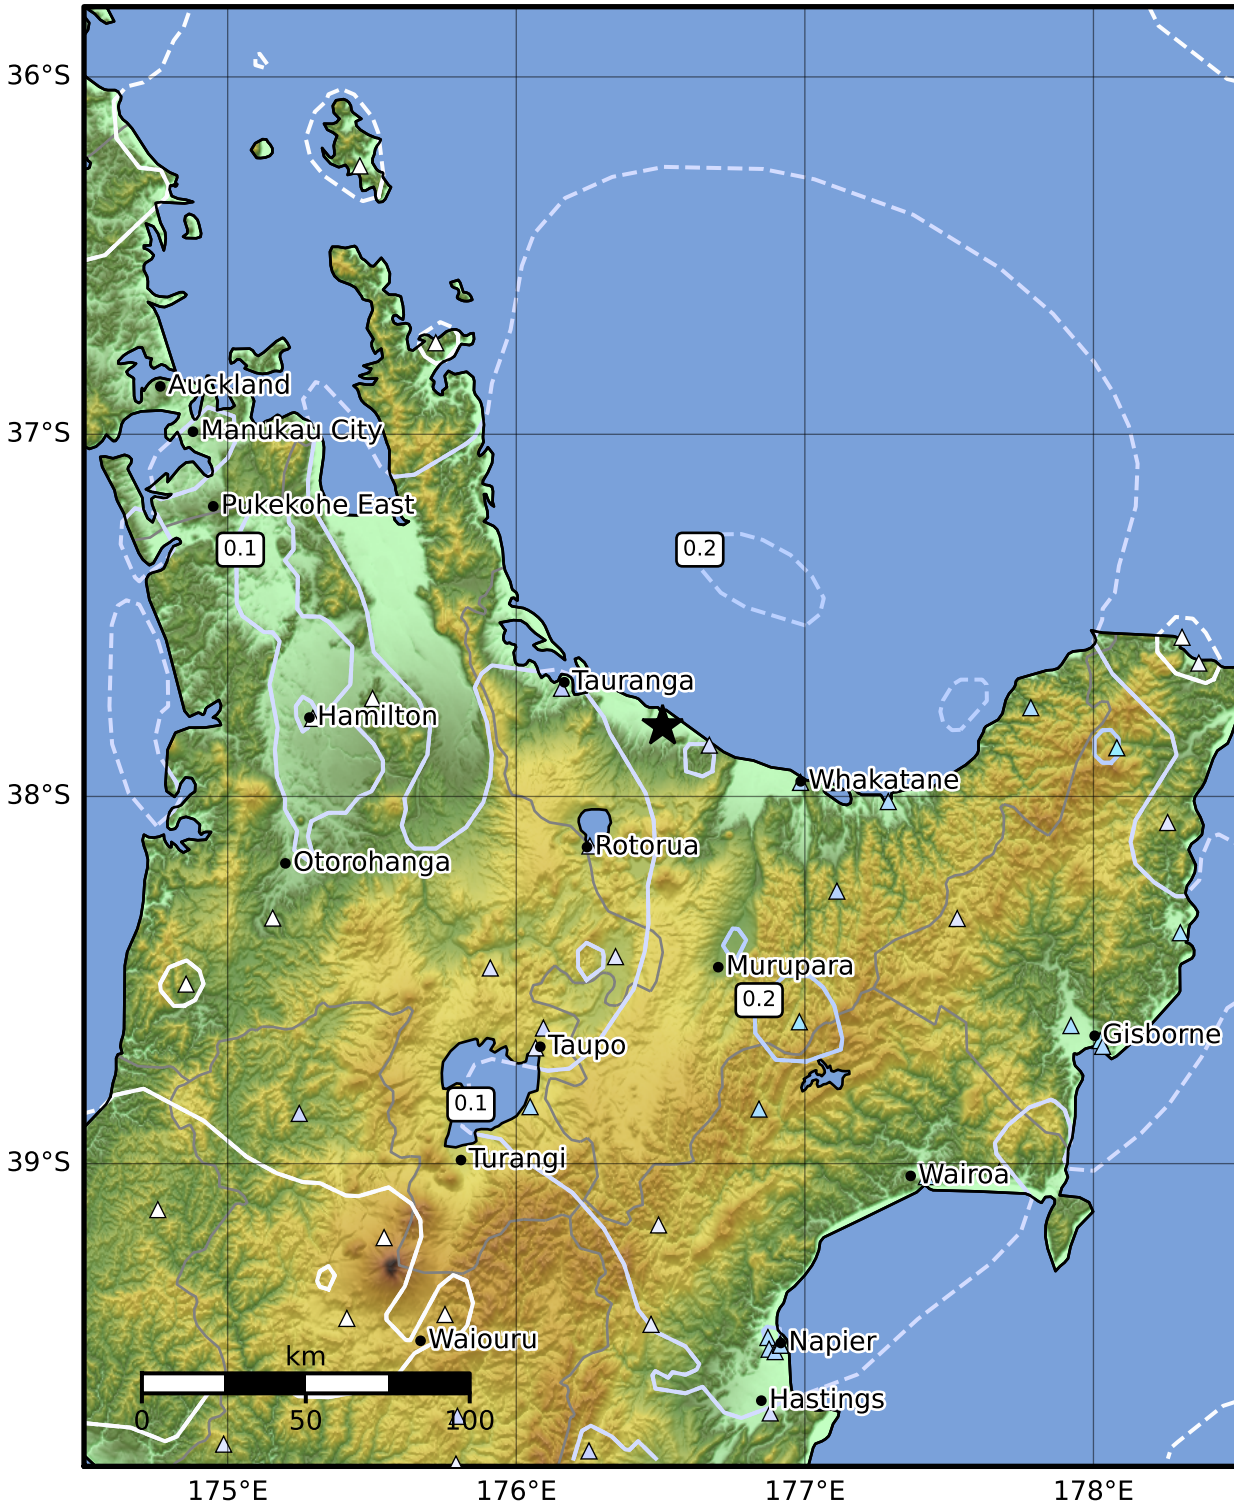 36°S
Auckland
37°S
Manukau City
Pukekohe East
0.1
0.2
Tauranga
Hamilton
Whakatane
38°S
Rotorua
Otorohanga
Murupara
0.2
Gisborne
Taupo
0.1
Turangi
39°S
Wairoa
Waiouru
Napier
km
Hastings
0 50 100
175°E 176°E 177°E 178°E